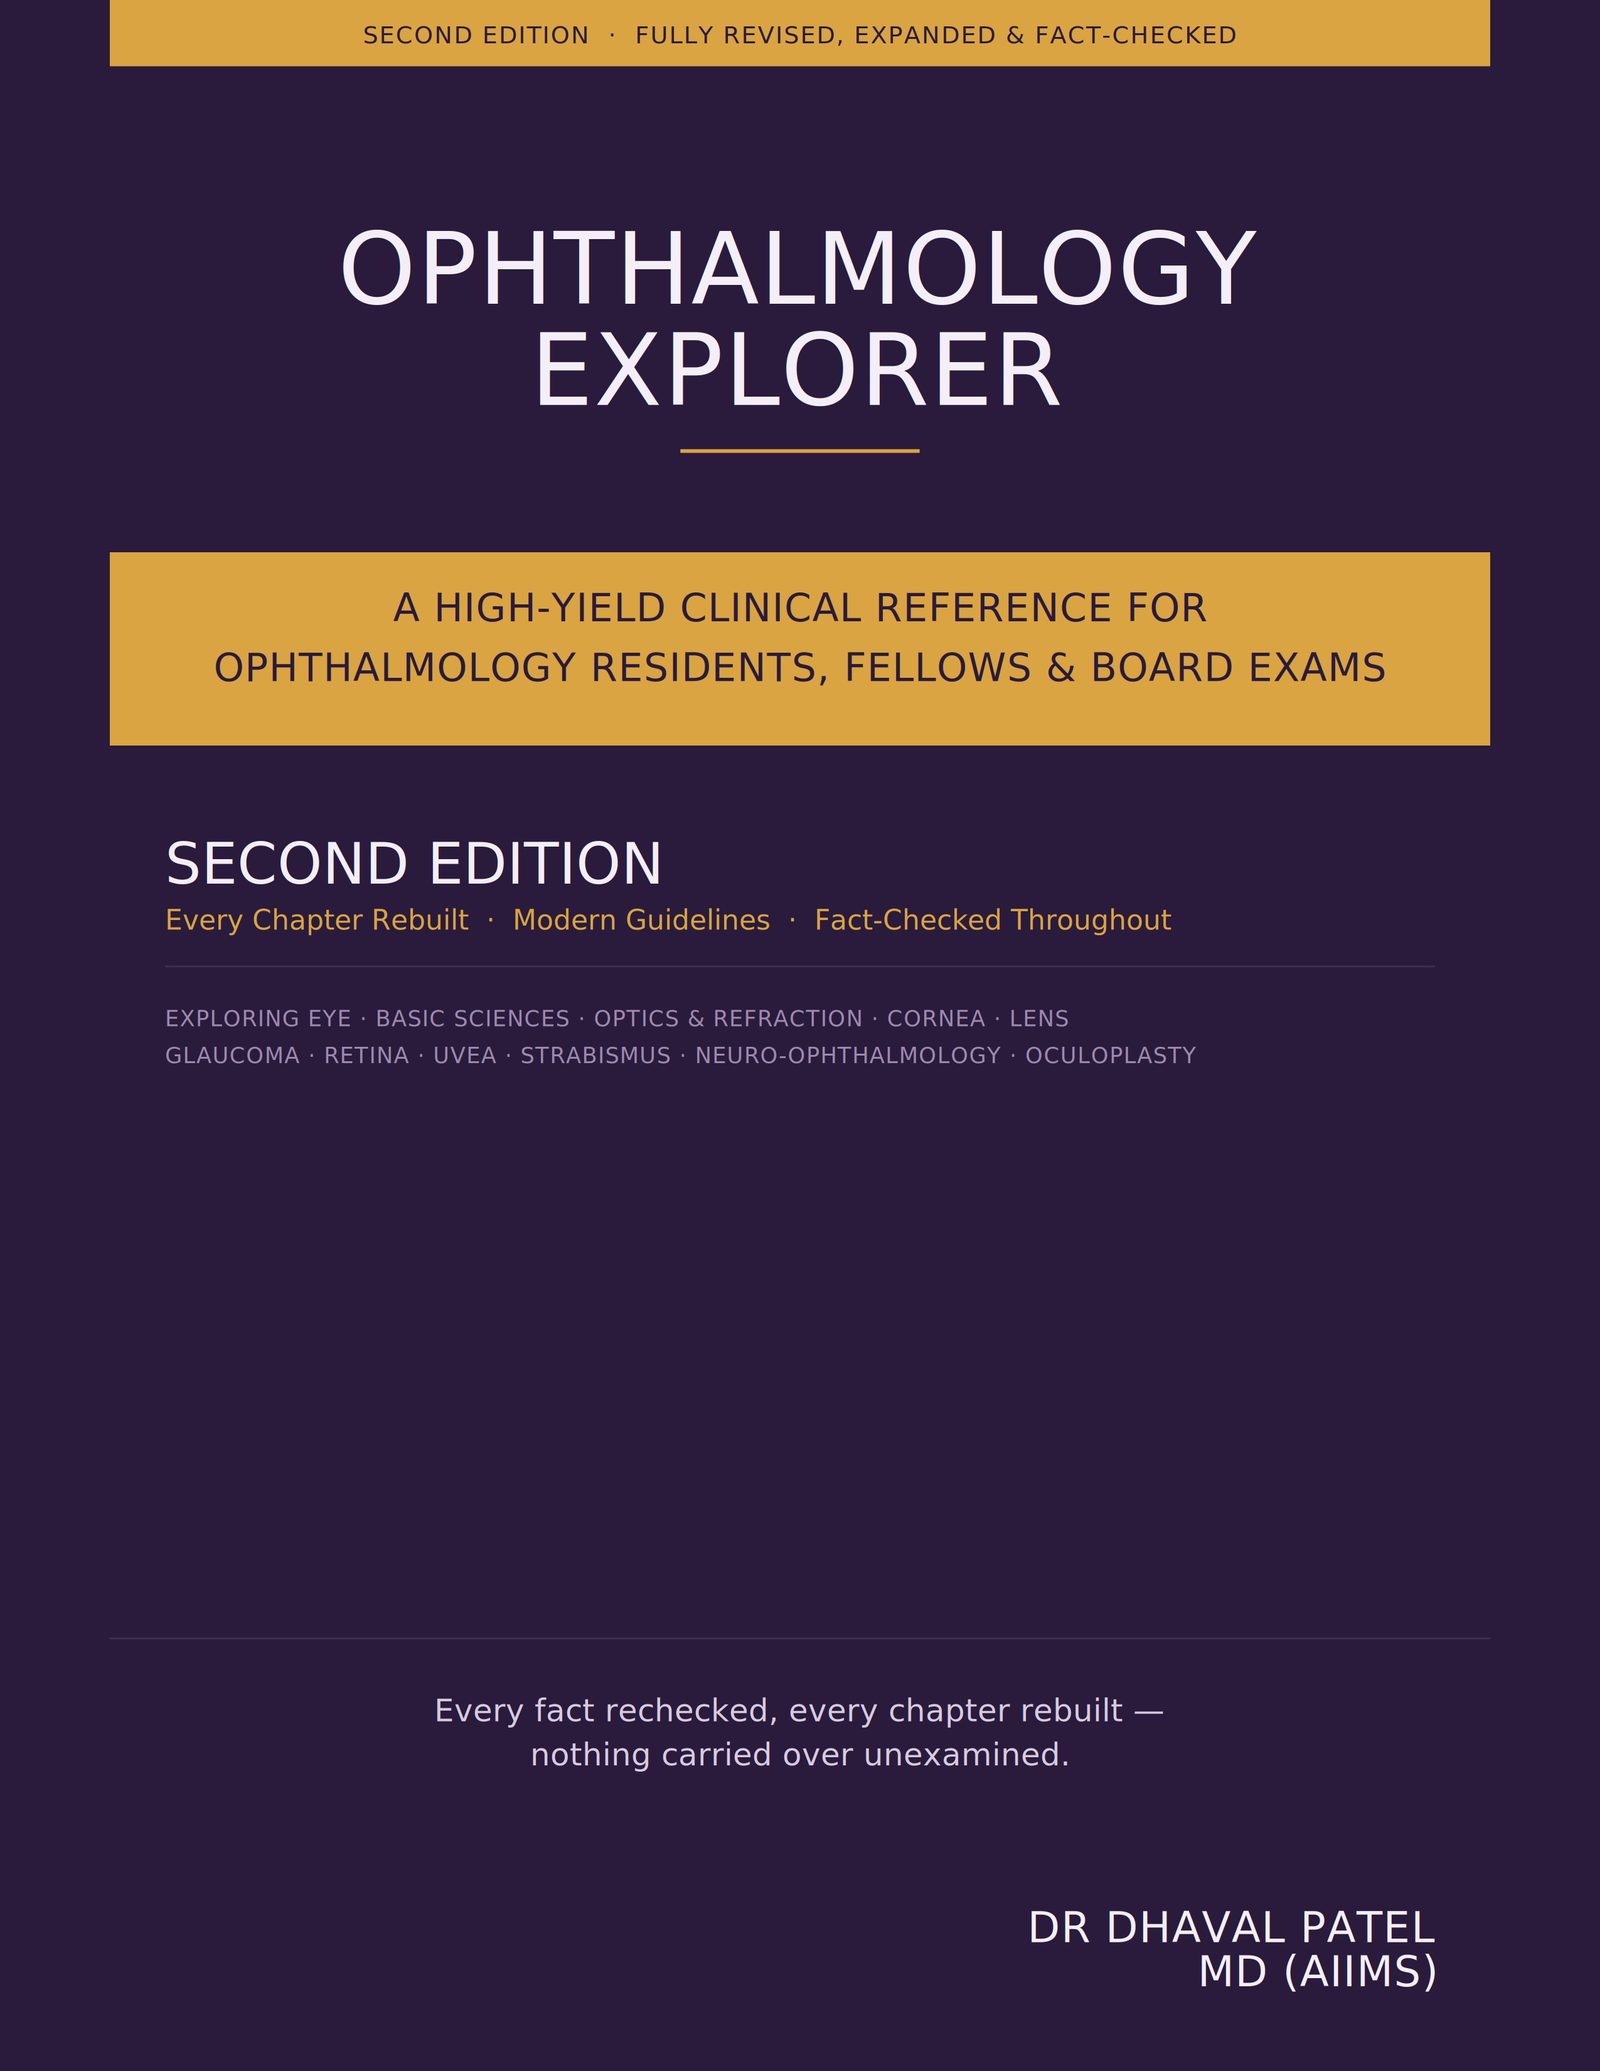 SECOND EDITION · FULLY REVISED, EXPANDED & FACT-CHECKED
OPHTHALMOLOGY
EXPLORER
A HIGH-YIELD CLINICAL REFERENCE FOR
OPHTHALMOLOGY RESIDENTS, FELLOWS & BOARD EXAMS
SECOND EDITION
Every Chapter Rebuilt · Modern Guidelines · Fact-Checked Throughout
EXPLORING EYE · BASIC SCIENCES · OPTICS & REFRACTION · CORNEA · LENS
GLAUCOMA · RETINA · UVEA · STRABISMUS · NEURO-OPHTHALMOLOGY · OCULOPLASTY
Every fact rechecked, every chapter rebuilt —
nothing carried over unexamined.
DR DHAVAL PATEL
MD (AIIMS)